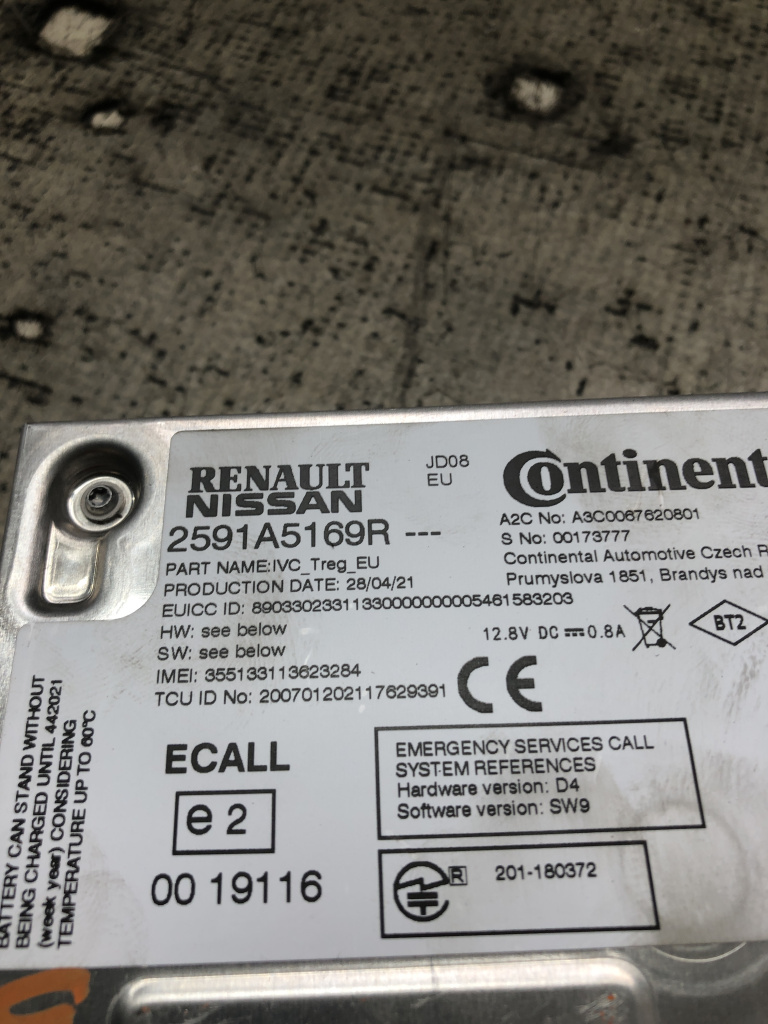 RENAULT
NISSAN
JD08
EU
2591A5169R ---
PART NAME:IVC_Treg_EU
PRODUCTION DATE: 28/04/21
EUICC ID: 89033023311330000000005461583203
HW: see below
SW: see below
IMEI: 355133113623284
TCU ID No: 200701202117629391
Continent
A2C No: A3C0067620801
S No: 00173777
Continental Automotive Czech R
Prumyslova 1851, Brandys nad
12.8V DC 0.8A
BT2
CE
ECALL
e2
00 19116
EMERGENCY SERVICES CALL
SYSTEM REFERENCES
Hardware version: D4
Software version: SW9
R
201-180372
BATTERY CAN STAND WITHOUT
BEING CHARGED UNTIL 442021
(week year) CONSIDERING
TEMPERATURE UP TO 60°C